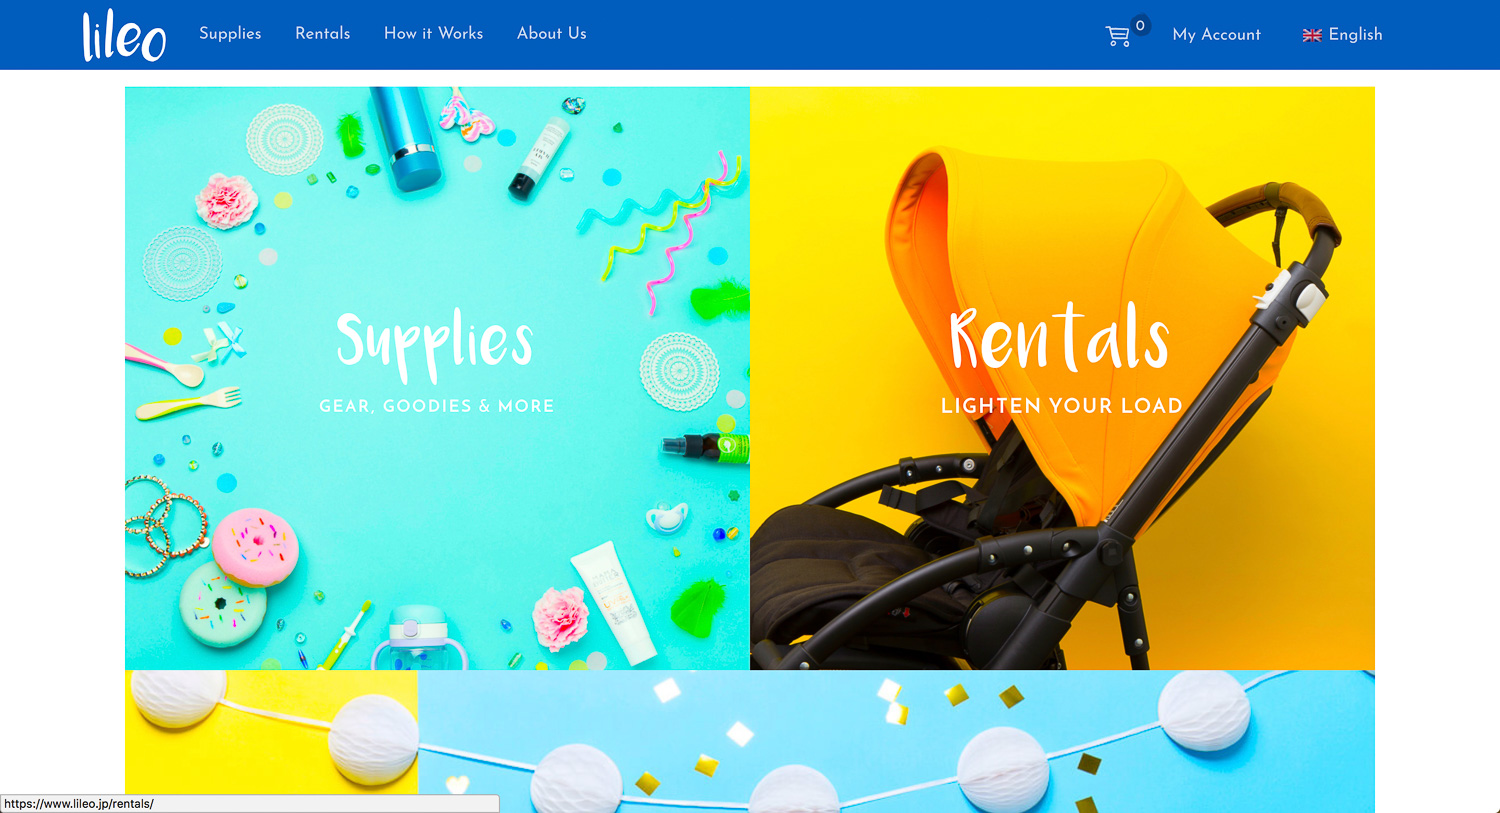 lileo
Supplies
Rentals
How it Works
About Us
0
My Account
English
Supplies
GEAR, GOODIES & MORE
Rentals
LIGHTEN YOUR LOAD
https://www.lileo.jp/rentals/